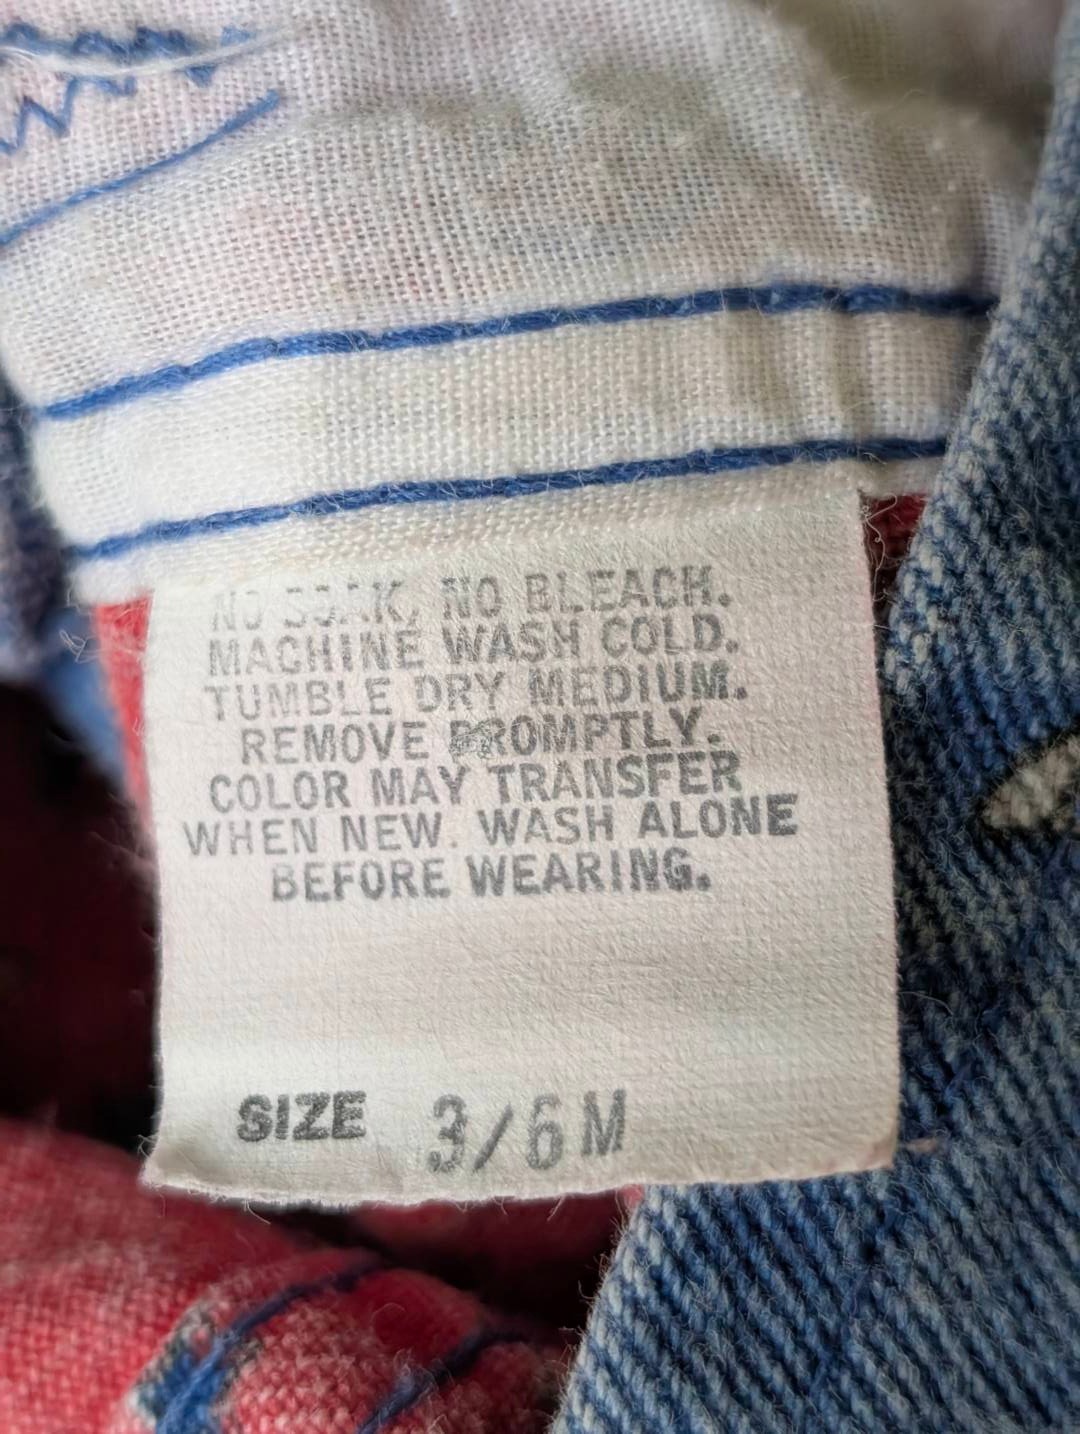 NO SOAK, NO BLEACH.
MACHINE WASH COLD.
TUMBLE DRY MEDIUM.
REMOVE PROMPTLY.
COLOR MAY TRANSFER
WHEN NEW. WASH ALONE
BEFORE WEARING.
SIZE 3/6M